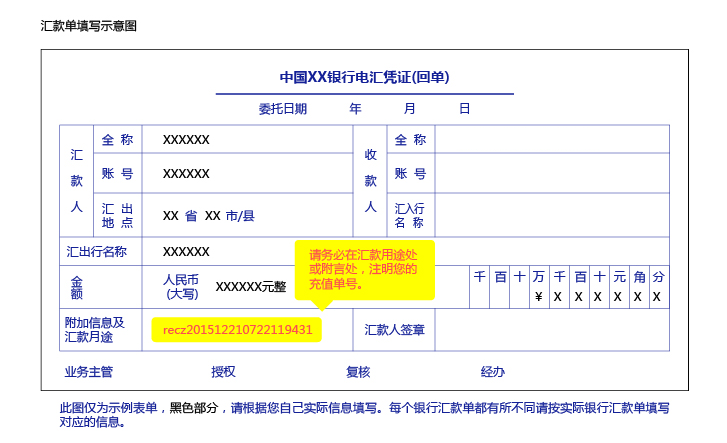 汇款单填写示意图
中国XX银行电汇凭证(回单)
委托日期 年 月 日
汇款人
全 称 XXXXXX
账 号 XXXXXX
汇出地点 XX 省 XX 市/县
收款人
全 称
账 号
汇入行名 称
汇出行名称 XXXXXX
请务必在汇款用途处
或附言处，注明您的
充值单号。
金额
人民币(大写) XXXXXX元整
千 百 十 万 千 百 十 元 角 分
¥ X X X X X X
附加信息及
汇款月途
recz201512210722119431
汇款人签章
业务主管 授权 复核 经办
此图仅为示例表单，黑色部分，请根据您自己实际信息填写。每个银行汇款单都有所不同请按实际银行汇款单填写
对应的信息。